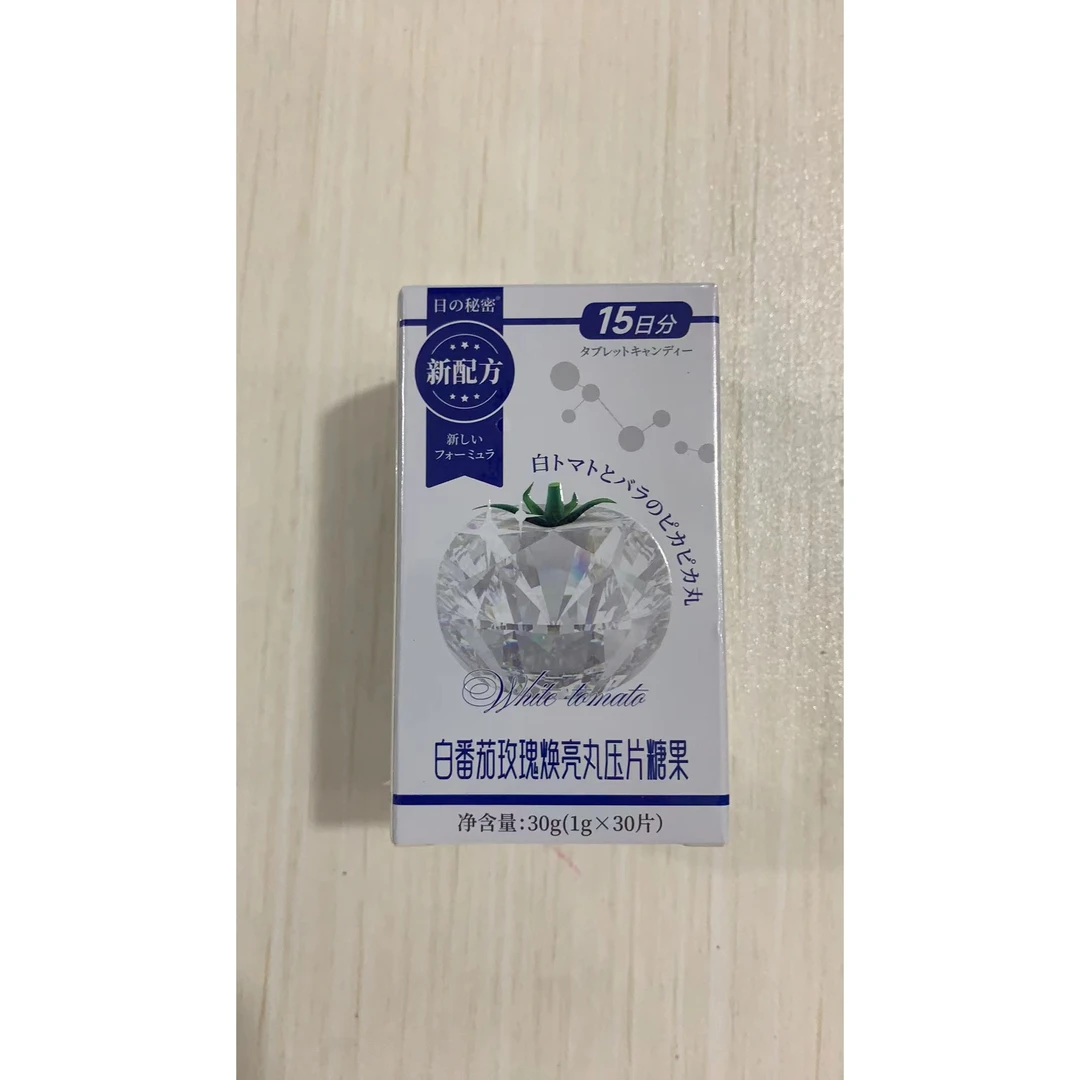 日の秘密®
新配方
新しい
フォーミュラ
15日分
タブレットキャンディー
白トマトとバラのピカピカ丸
White tomato
白番茄玫瑰焕亮丸压片糖果
净含量：30g(1g×30片)